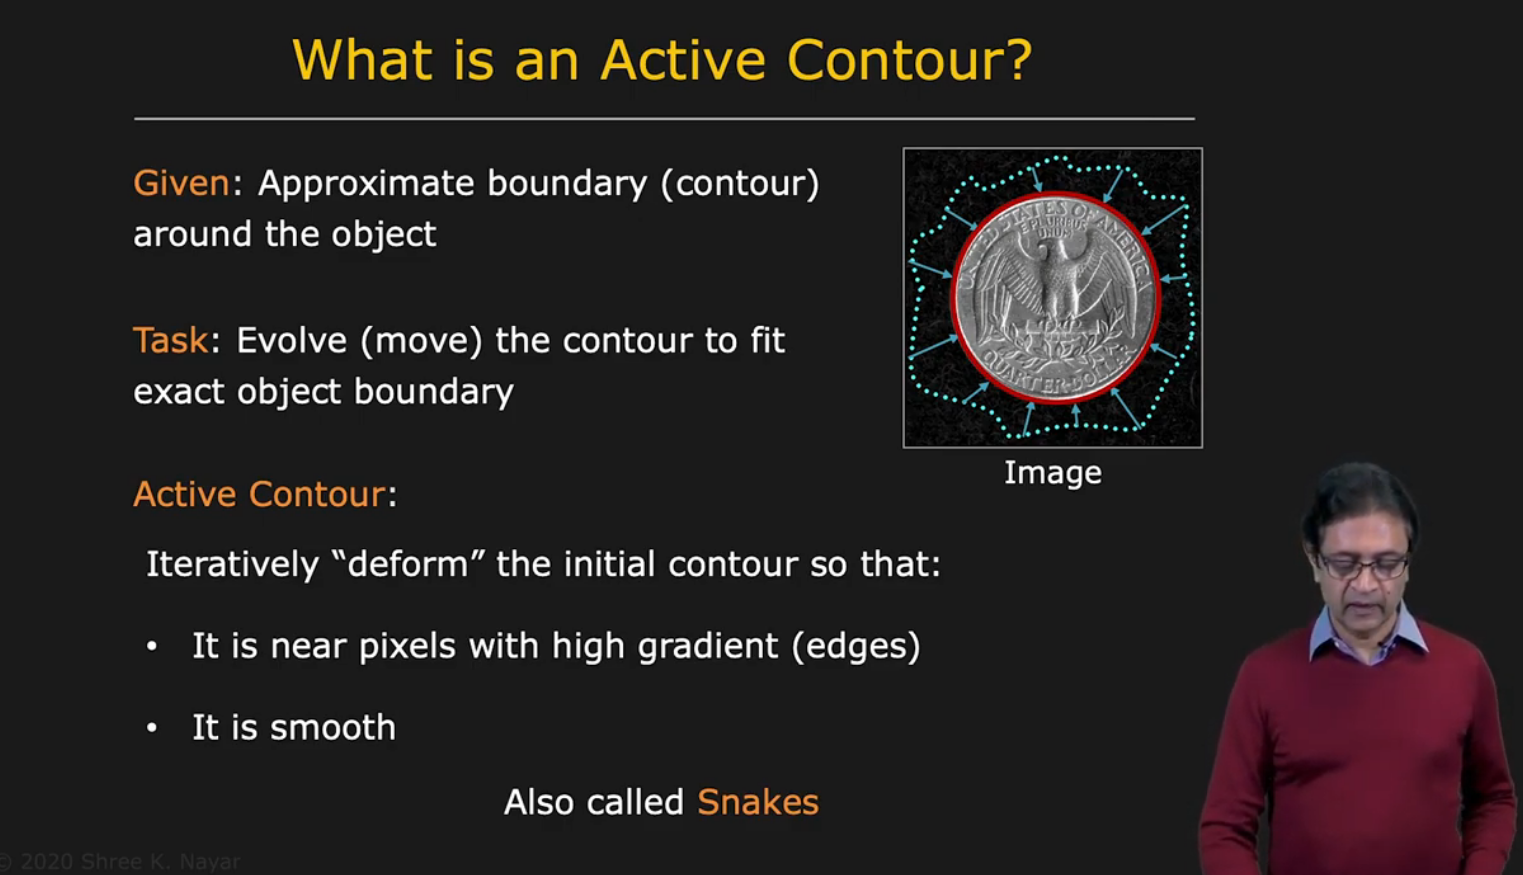 What is an Active Contour?
Given: Approximate boundary (contour)
around the object
Task: Evolve (move) the contour to fit
exact object boundary
UNITED STATES OF AMERICA
E PLURIBUS
UNUM
QUARTER DOLLAR
Image
Active Contour:
Iteratively “deform” the initial contour so that:
• It is near pixels with high gradient (edges)
• It is smooth
Also called Snakes
© 2020 Shree K. Nayar